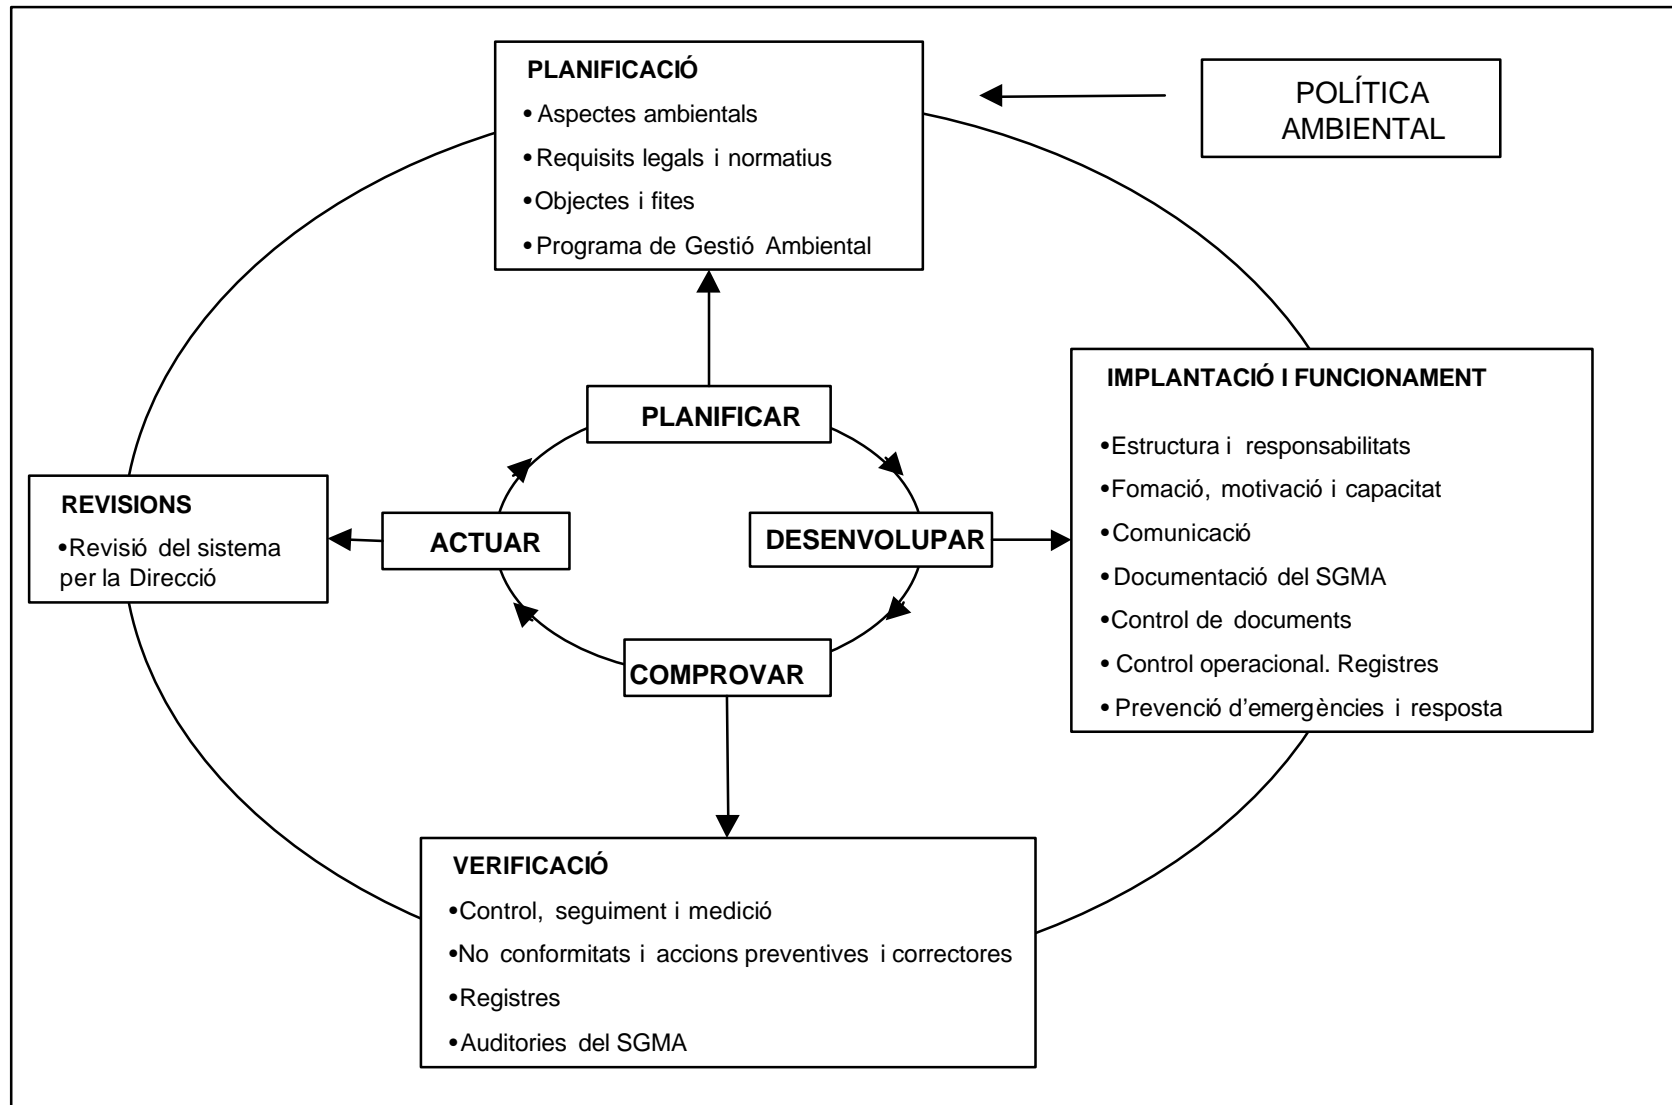 PLANIFICACIÓ
•Aspectes ambientals
•Requisits legals i normatius
•Objectes i fites
•Programa de Gestió Ambiental
POLÍTICA
AMBIENTAL
PLANIFICAR
IMPLANTACIÓ I FUNCIONAMENT
•Estructura i responsabilitats
•Fomació, motivació i capacitat
•Comunicació
•Documentació del SGMA
•Control de documents
• Control operacional. Registres
• Prevenció d'emergències i resposta
REVISIONS
•Revisió del sistema
per la Direcció
ACTUAR
DESENVOLUPAR
COMPROVAR
VERIFICACIÓ
•Control, seguiment i medició
•No conformitats i accions preventives i correctores
•Registres
•Auditories del SGMA